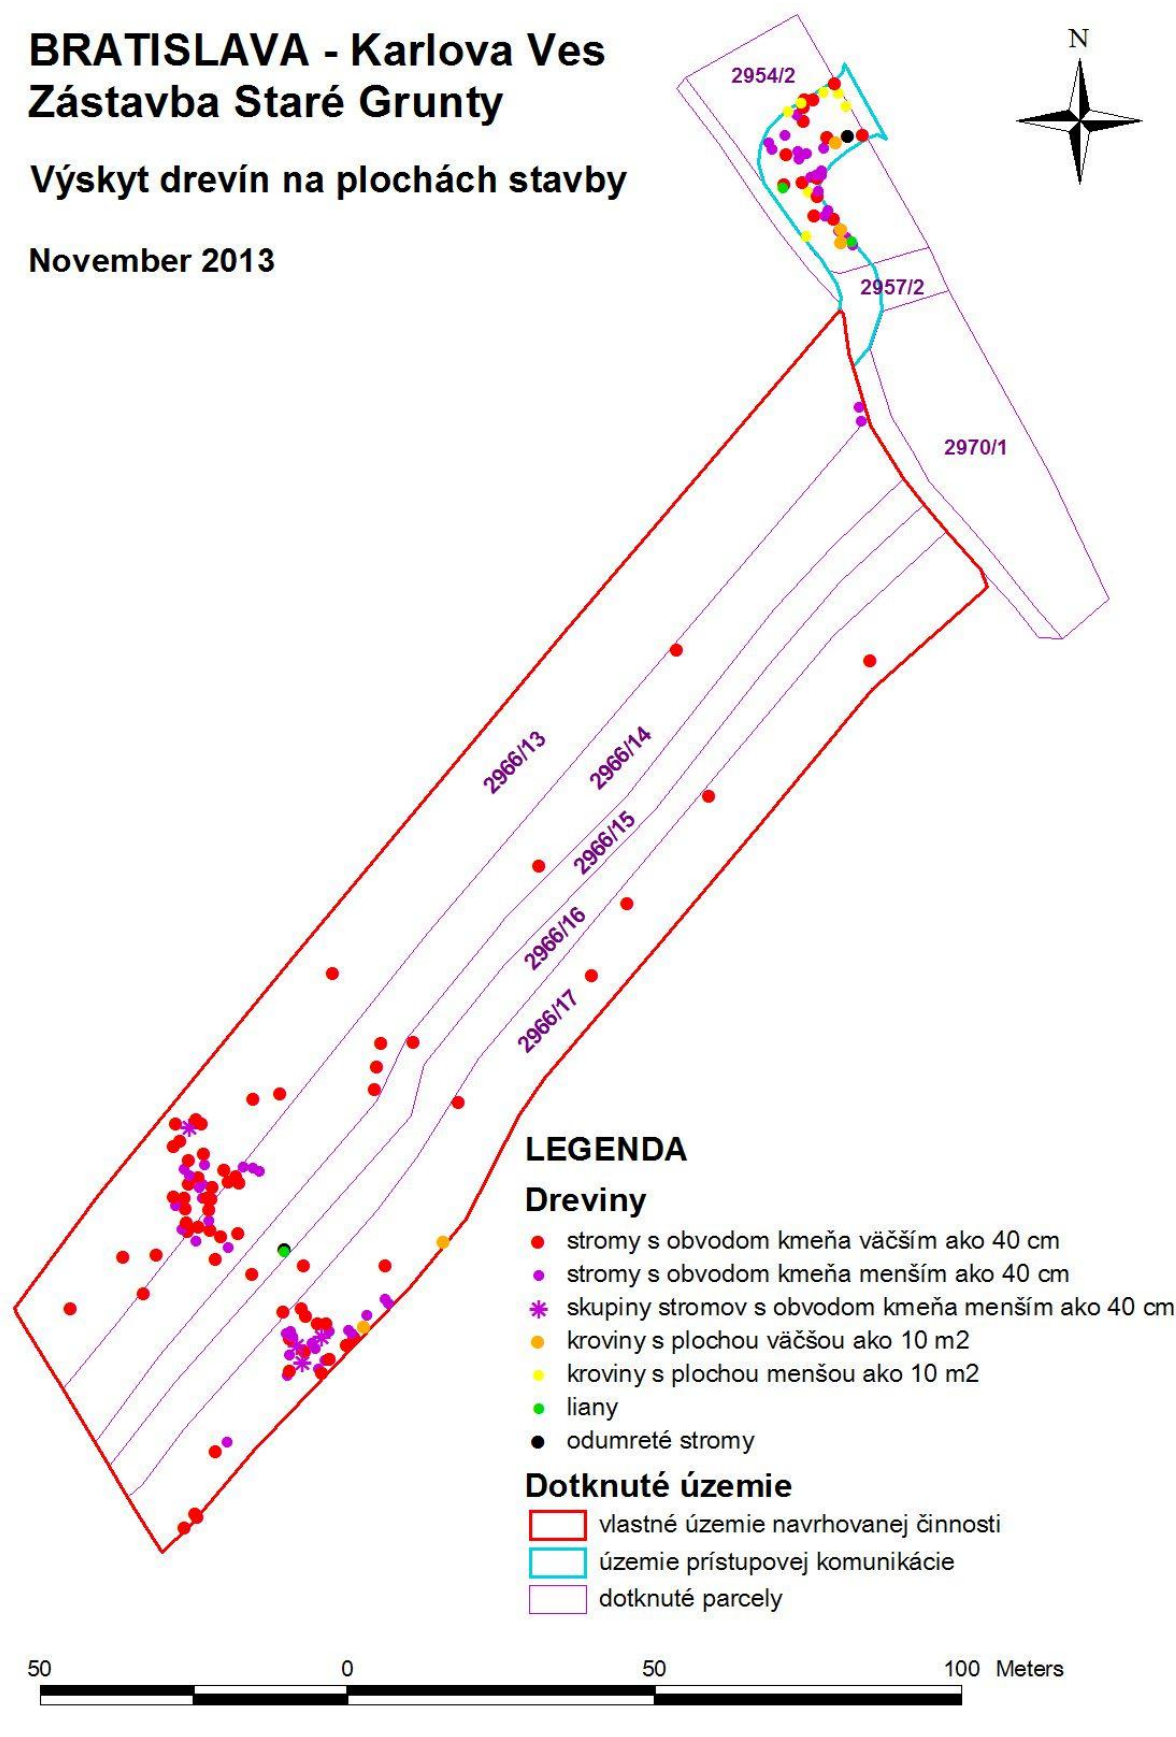 BRATISLAVA - Karlova Ves
Zástavba Staré Grunty
Výskyt drevín na plochách stavby
November 2013
N
2954/2
2957/2
2970/1
2966/13
2966/14
2966/15
2966/16
2966/17
LEGENDA
Dreviny
stromy s obvodom kmeňa väčším ako 40 cm
stromy s obvodom kmeňa menším ako 40 cm
skupiny stromov s obvodom kmeňa menším ako 40 cm
kroviny s plochou väčšou ako 10 m2
kroviny s plochou menšou ako 10 m2
liany
odumreté stromy
Dotknuté územie
vlastné územie navrhovanej činnosti
územie prístupovej komunikácie
dotknuté parcely
50 0 50 100 Meters